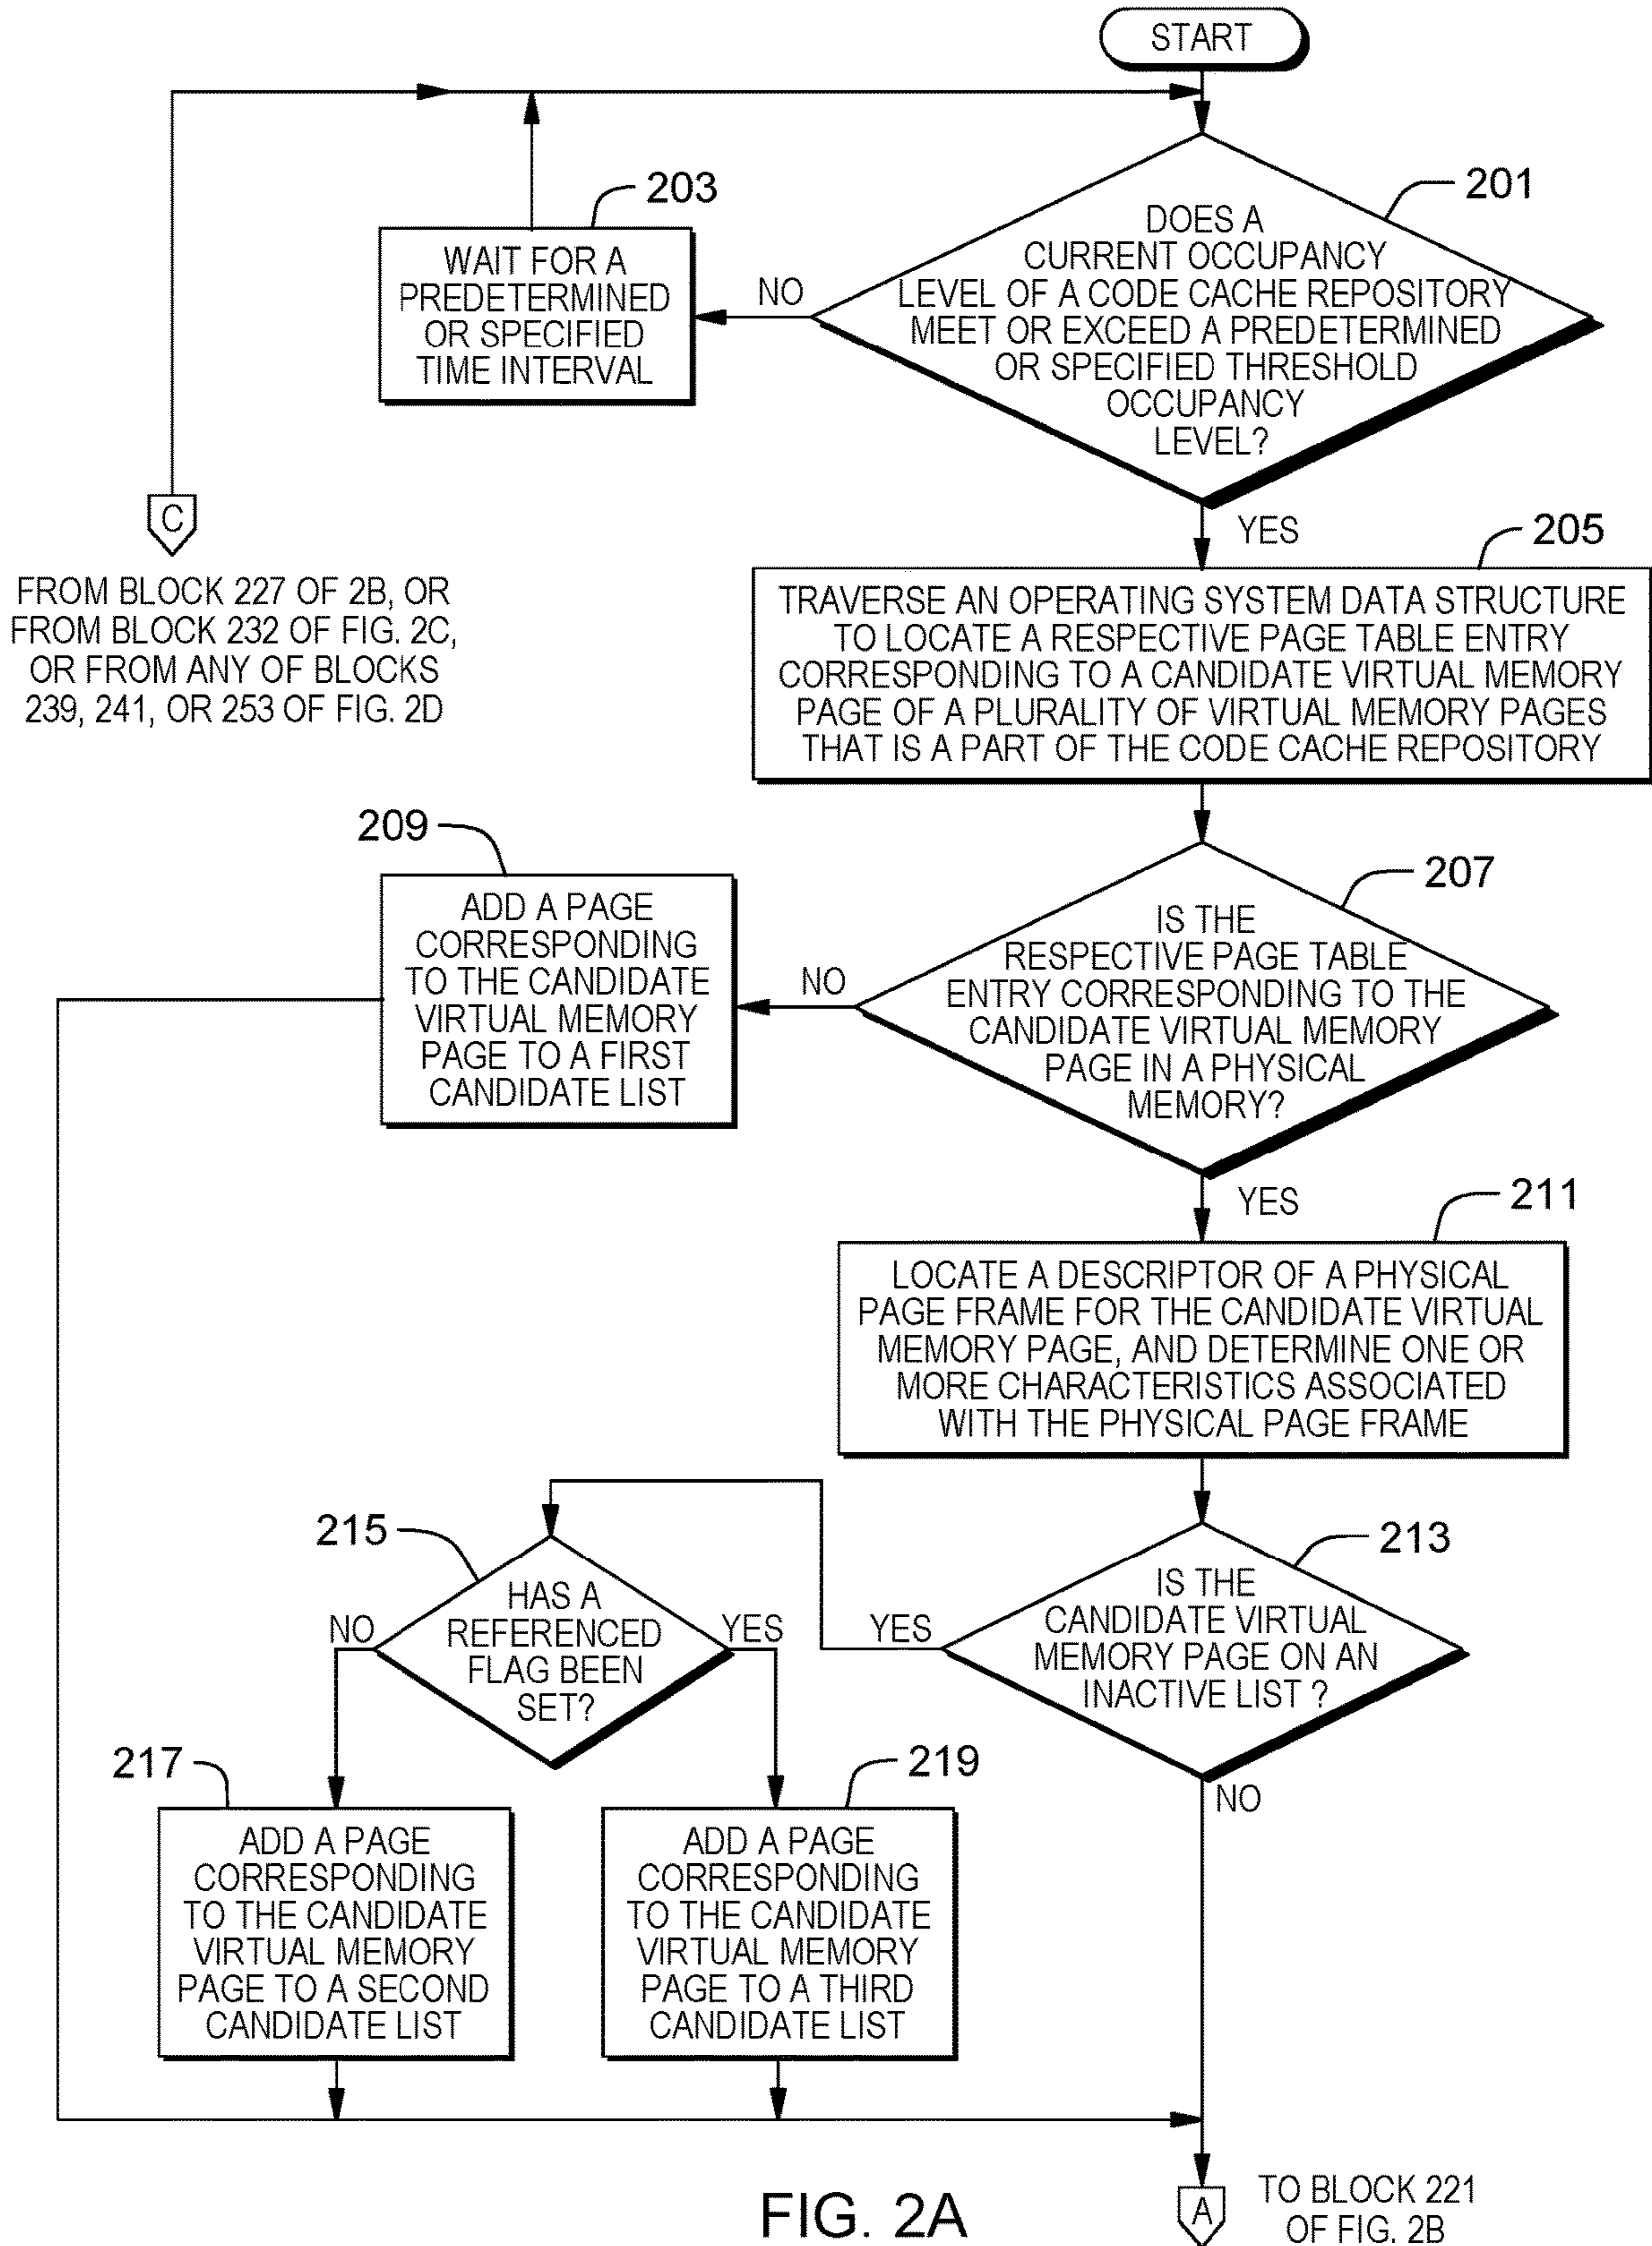 START
201
DOES A
CURRENT OCCUPANCY
LEVEL OF A CODE CACHE REPOSITORY
MEET OR EXCEED A PREDETERMINED
OR SPECIFIED THRESHOLD
OCCUPANCY
LEVEL?
NO
203
WAIT FOR A
PREDETERMINED
OR SPECIFIED
TIME INTERVAL
C
FROM BLOCK 227 OF 2B, OR
FROM BLOCK 232 OF FIG. 2C,
OR FROM ANY OF BLOCKS
239, 241, OR 253 OF FIG. 2D
YES
205
TRAVERSE AN OPERATING SYSTEM DATA STRUCTURE
TO LOCATE A RESPECTIVE PAGE TABLE ENTRY
CORRESPONDING TO A CANDIDATE VIRTUAL MEMORY
PAGE OF A PLURALITY OF VIRTUAL MEMORY PAGES
THAT IS A PART OF THE CODE CACHE REPOSITORY
207
IS THE
RESPECTIVE PAGE TABLE
ENTRY CORRESPONDING TO THE
CANDIDATE VIRTUAL MEMORY
PAGE IN A PHYSICAL
MEMORY?
NO
209
ADD A PAGE
CORRESPONDING
TO THE CANDIDATE
VIRTUAL MEMORY
PAGE TO A FIRST
CANDIDATE LIST
YES
211
LOCATE A DESCRIPTOR OF A PHYSICAL
PAGE FRAME FOR THE CANDIDATE VIRTUAL
MEMORY PAGE, AND DETERMINE ONE OR
MORE CHARACTERISTICS ASSOCIATED
WITH THE PHYSICAL PAGE FRAME
213
IS THE
CANDIDATE VIRTUAL
MEMORY PAGE ON AN
INACTIVE LIST ?
YES
215
HAS A
REFERENCED
FLAG BEEN
SET?
NO
YES
217
ADD A PAGE
CORRESPONDING
TO THE CANDIDATE
VIRTUAL MEMORY
PAGE TO A SECOND
CANDIDATE LIST
219
ADD A PAGE
CORRESPONDING
TO THE CANDIDATE
VIRTUAL MEMORY
PAGE TO A THIRD
CANDIDATE LIST
NO
A
TO BLOCK 221
OF FIG. 2B
FIG. 2A